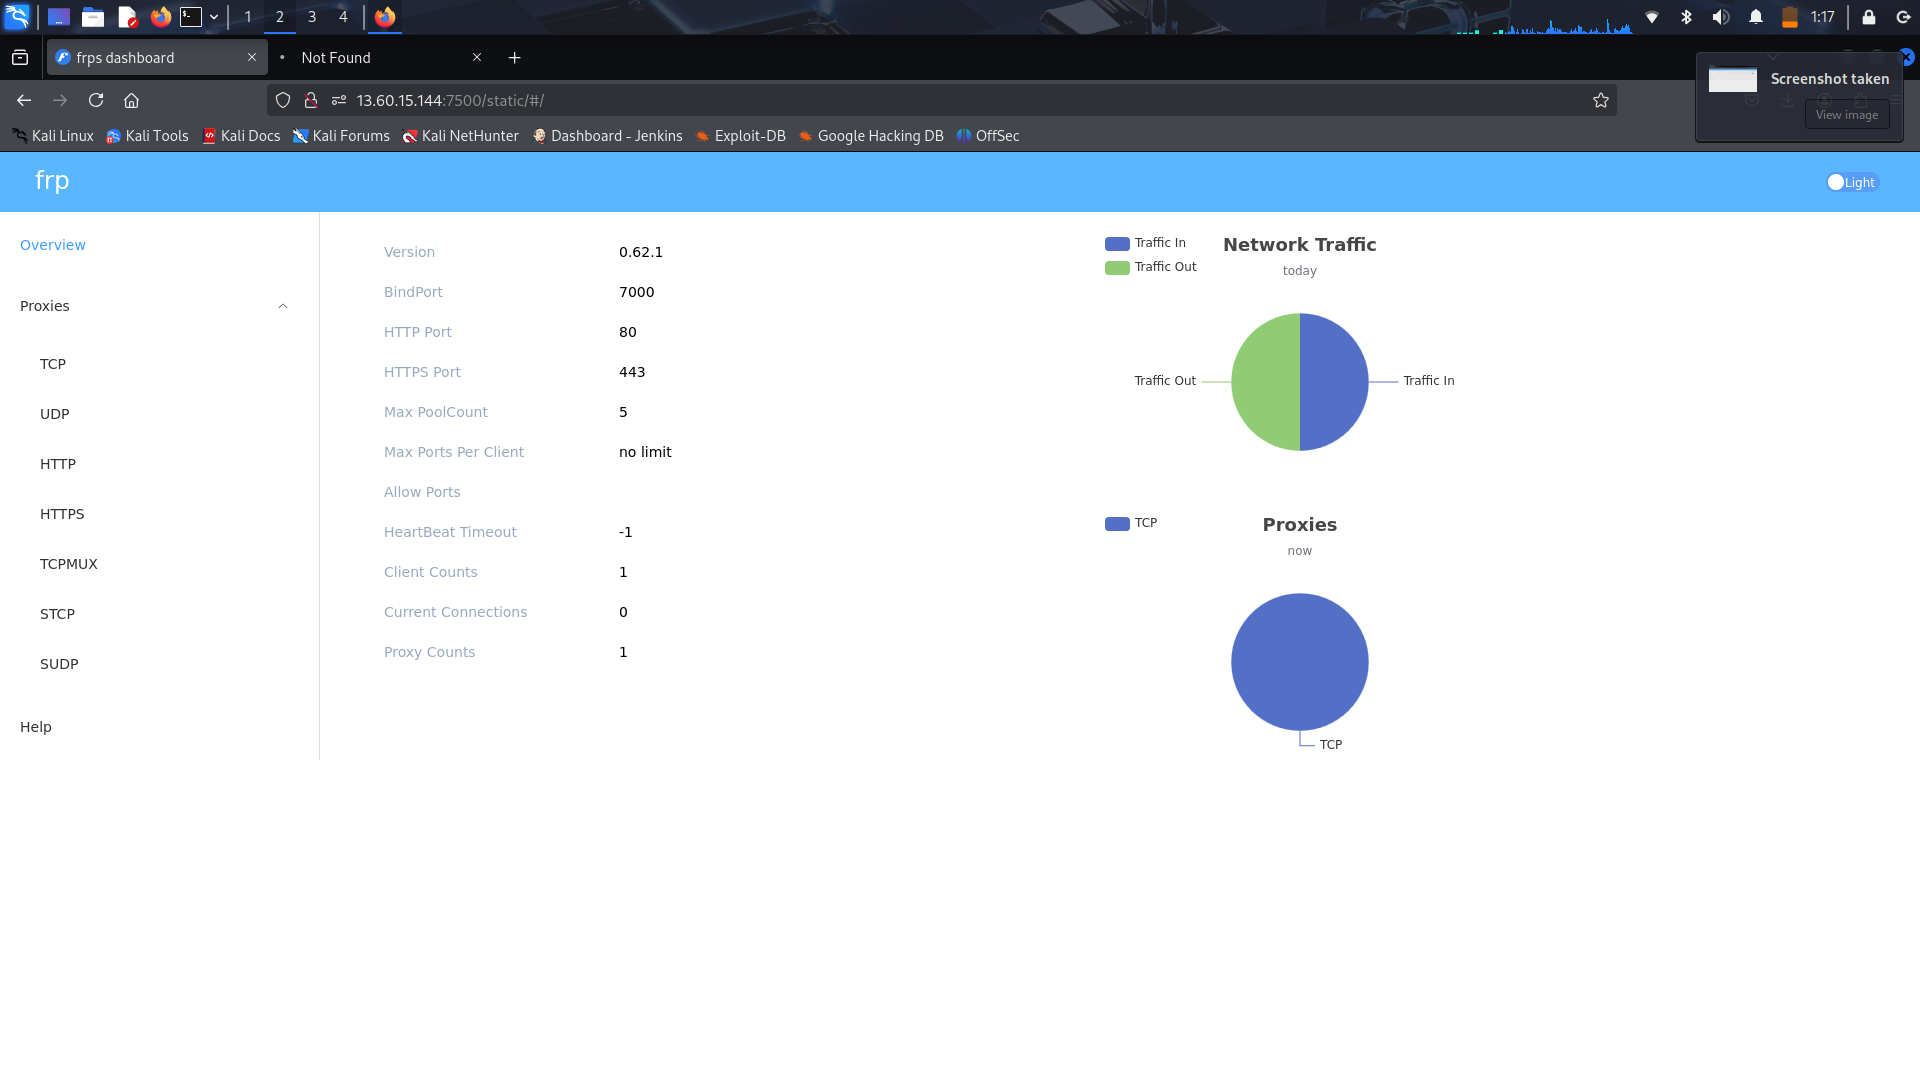 1 2 3 4 1:17
frps dashboard
Not Found
13.60.15.144:7500/static/#/
Screenshot taken
View image
Kali Linux Kali Tools Kali Docs Kali Forums Kali NetHunter Dashboard - Jenkins Exploit-DB Google Hacking DB OffSec
frp
Light
Overview
Proxies
TCP
UDP
HTTP
HTTPS
TCPMUX
STCP
SUDP
Help
Version 0.62.1
BindPort 7000
HTTP Port 80
HTTPS Port 443
Max PoolCount 5
Max Ports Per Client no limit
Allow Ports
HeartBeat Timeout -1
Client Counts 1
Current Connections 0
Proxy Counts 1
Traffic In
Traffic Out
Network Traffic
today
Traffic Out
Traffic In
TCP
Proxies
now
TCP